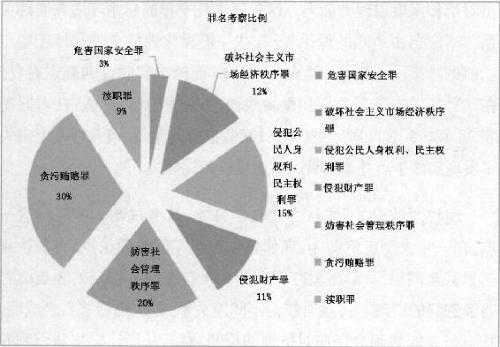 罪名考察比例
危害国家安全罪
3%
破坏社会主义市
场经济秩序罪
12%
侵犯公
民人身
权利、
民主权
利罪
15%
侵犯财产罪
11%
妨害社
会管理
秩序罪
20%
贪污贿赂罪
30%
渎职罪
9%
危害国家安全罪
破坏社会主义市场经济秩序
罪
侵犯公民人身权利、民主权
利罪
侵犯财产罪
妨害社会管理秩序罪
贪污贿赂罪
渎职罪